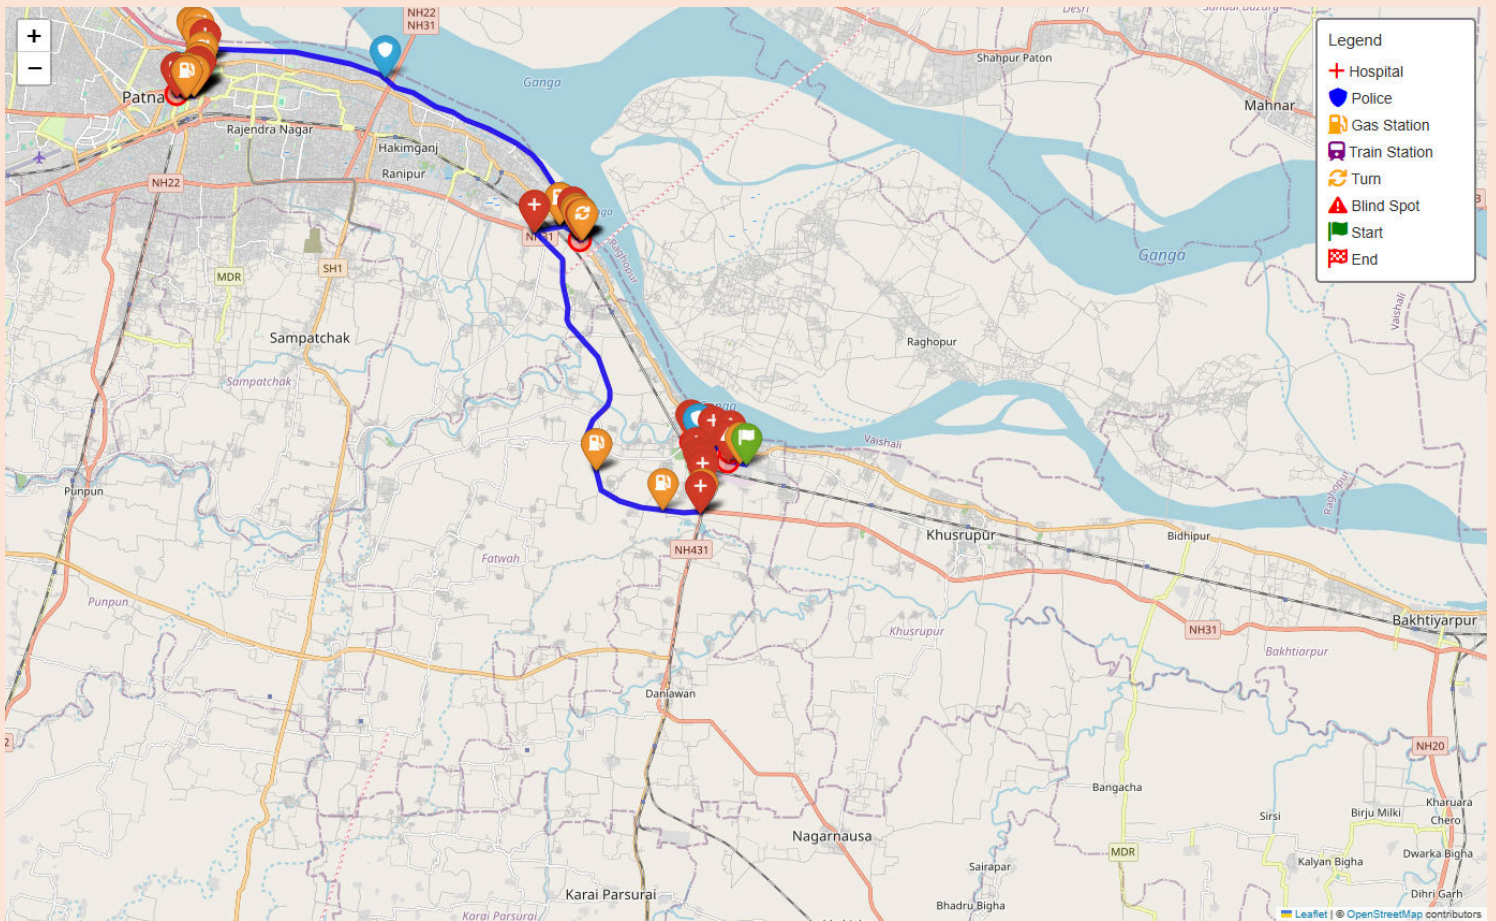 +
−
NH22
NH31
Desri
Shahpur Paton
Mahnar
Ganga
Patna
Rajendra Nagar
Hakimganj
Ranipur
NH22
Raghopur
Ganga
MDR
SH1
Vaishali
Sampatchak
Raghopur
Sampatchak
Vaishali
Punpun
Khusrupur
Bidhipur
NH431
Fatwah
Punpun
Khusrupur
NH31
Bakhtiyarpur
Bakhtiarpur
Daniawan
NH20
Bangacha
Kharuara
Chero
Sirsi
Birju Milki
Nagarnausa
MDR
Kalyan Bigha
Dwarka Bigha
Sairapar
Karai Parsurai
Dihri Garh
Bhadru Bigha
Karai Parsurai
Legend
Hospital
Police
Gas Station
Train Station
Turn
Blind Spot
Start
End
Leaflet | © OpenStreetMap contributors